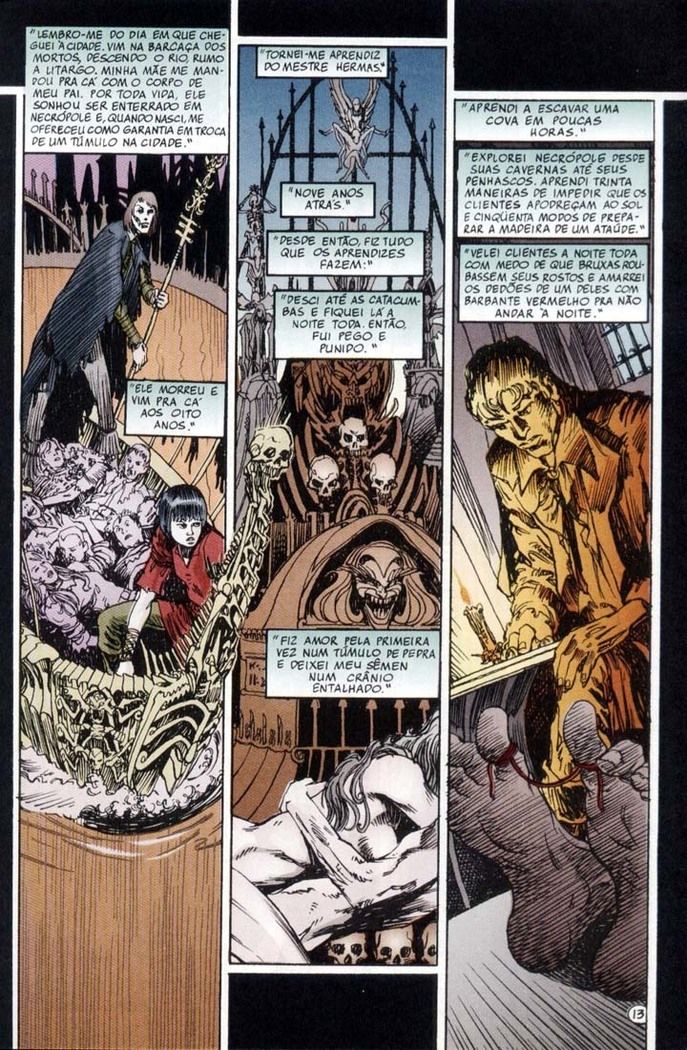 "LEMBRO-ME DO DIA EM QUE CHE-
GUEI À CIDADE. VIM NA BARCAÇA DOS
MORTOS, DESCENDO O RIO, RUMO
A LITARGO. MINHA MÃE ME MAN-
DOU PRA CÁ COM O CORPO DE
MEU PAI. POR TODA VIDA, ELE
SONHOU SER ENTERRADO EM
NECRÓPOLE E, QUANDO NASCI, ME
OFERECEU COMO GARANTIA EM TROCA
DE UM TÚMULO NA CIDADE."
"ELE MORREU E
VIM PRA CÁ
AOS OITO
ANOS."
"TORNEI-ME APRENDIZ
DO MESTRE HERMAS."
"NOVE ANOS
ATRÁS."
"DESDE ENTÃO, FIZ TUDO
QUE OS APRENDIZES
FAZEM:"
"DESCI ATÉ AS CATACUM-
BAS E FIQUEI LÁ A
NOITE TODA. ENTÃO,
FUI PEGO E
PUNIDO."
"FIZ AMOR PELA PRIMEIRA
VEZ NUM TÚMULO DE PEDRA
E DEIXEI MEU SÊMEN
NUM CRÂNIO
ENTALHADO."
"APRENDI A ESCAVAR UMA
COVA EM POUCAS
HORAS."
"EXPLOREI NECRÓPOLE DESDE
SUAS CAVERNAS ATÉ SEUS
PENHASCOS. APRENDI TRINTA
MANEIRAS DE IMPEDIR QUE OS
CLIENTES APODREÇAM AO SOL
E CINQÜENTA MODOS DE PREPA-
RAR A MADEIRA DE UM ATAÚDE."
"VELEI CLIENTES A NOITE TODA
COM MEDO DE QUE BRUXAS ROU-
BASSEM SEUS ROSTOS E AMARREI
OS DEDÕES DE UM DELES COM
BARBANTE VERMELHO PRA NÃO
ANDAR À NOITE."
13